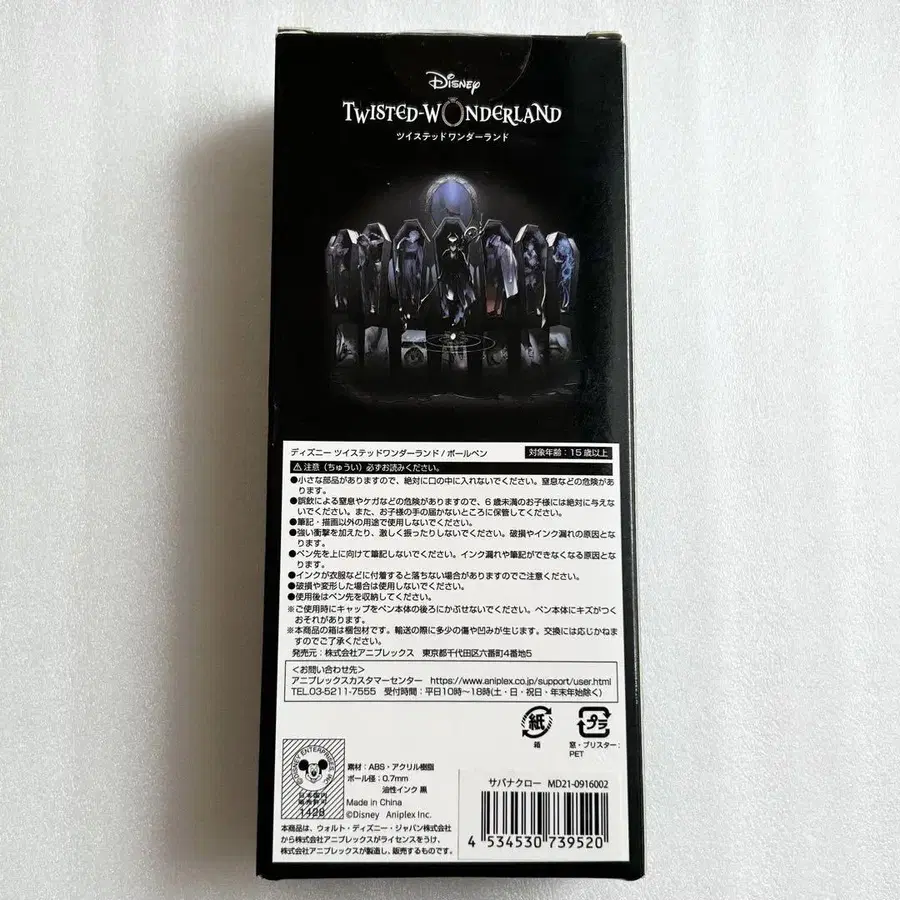 Disney
TWISTED-WONDERLAND
ツイステッドワンダーランド
ディズニー ツイステッドワンダーランド / ボールペン
対象年齢：15歳以上
⚠注意（ちゅうい）必ずお読みください。
●小さな部品がありますので、絶対に口の中に入れないでください。窒息などの危険があ
ります。
●誤飲による窒息やケガなどの危険がありますので、6歳未満のお子様には絶対に与えな
いでください。また、お子様の手の届かないところに保管してください。
●筆記・描画以外の用途で使用しないでください。
●強い衝撃を加えたり、激しく振ったりしないでください。破損やインク漏れの原因とな
ります。
●ペン先を上に向けて筆記しないでください。インク漏れや筆記ができなくなる原因とな
ります。
●インクが衣服などに付着すると落ちない場合がありますのでご注意ください。
●破損や変形した場合は使用しないでください。
●使用後はペン先を収納してください。
※ご使用時にキャップをペン本体の後ろにかぶせないでください。ペン本体にキズがつく
おそれがあります。
※本商品の箱は梱包材です。輸送の際に多少の傷や凹みが生じます。交換には応じかねま
すのでご了承ください。
発売元：株式会社アニプレックス 東京都千代田区六番町4番地5
＜お問い合わせ先＞
アニプレックスカスタマーセンター https://www.aniplex.co.jp/support/user.html
TEL.03-5211-7555 受付時間：平日10時〜18時(土・日・祝日・年末年始除く)
紙
箱
プラ
窓・ブリスター：
PET
©DISNEY ENTERPRISES INC.
日本国内
販売許可
1428
素材：ABS・アクリル樹脂
ボール径：0.7mm
油性インク 黒
Made in China
©Disney Aniplex Inc.
本商品は、ウォルト・ディズニー・ジャパン株式会社
から株式会社アニプレックスがライセンスをうけ、
株式会社アニプレックスが製造し、販売するものです。
サバナクロー MD21-0916002
4 534530 739520